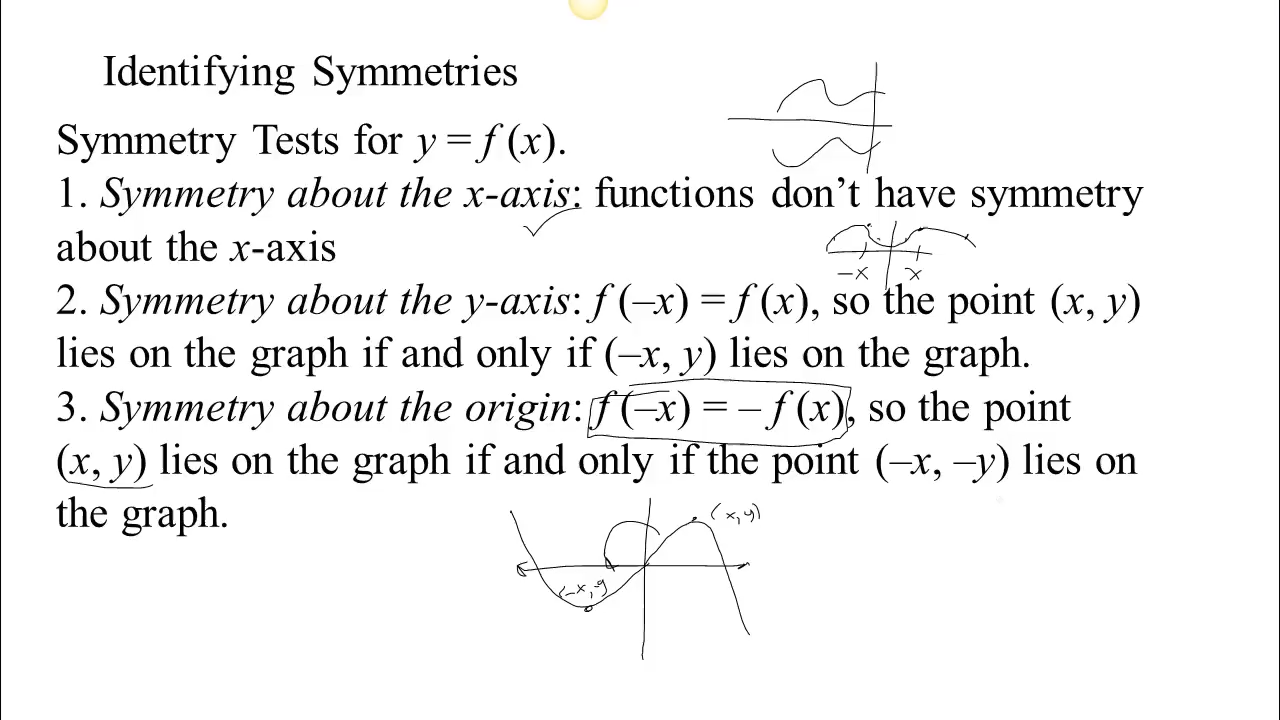 Identifying Symmetries
Symmetry Tests for y = f (x).
1. Symmetry about the x-axis: functions don’t have symmetry
about the x-axis
–x x
2. Symmetry about the y-axis: f (–x) = f (x), so the point (x, y)
lies on the graph if and only if (–x, y) lies on the graph.
3. Symmetry about the origin: f (–x) = – f (x), so the point
(x, y) lies on the graph if and only if the point (–x, –y) lies on
the graph.
(x,y)
(-x,-y